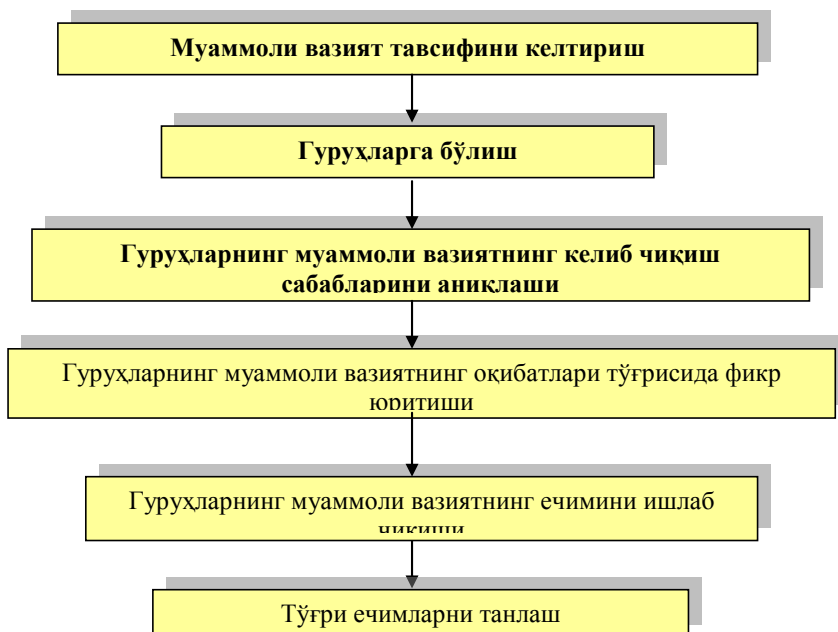 Муаммоли вазият тавсифини келтириш
Гуруҳларга бўлиш
Гуруҳларнинг муаммоли вазиятнинг келиб чиқиш
сабабларини аниқлаши
Гуруҳларнинг муаммоли вазиятнинг оқибатлари тўғрисида фикр
юритиши
Гуруҳларнинг муаммоли вазиятнинг ечимини ишлаб
чиқиши
Тўғри ечимларни танлаш